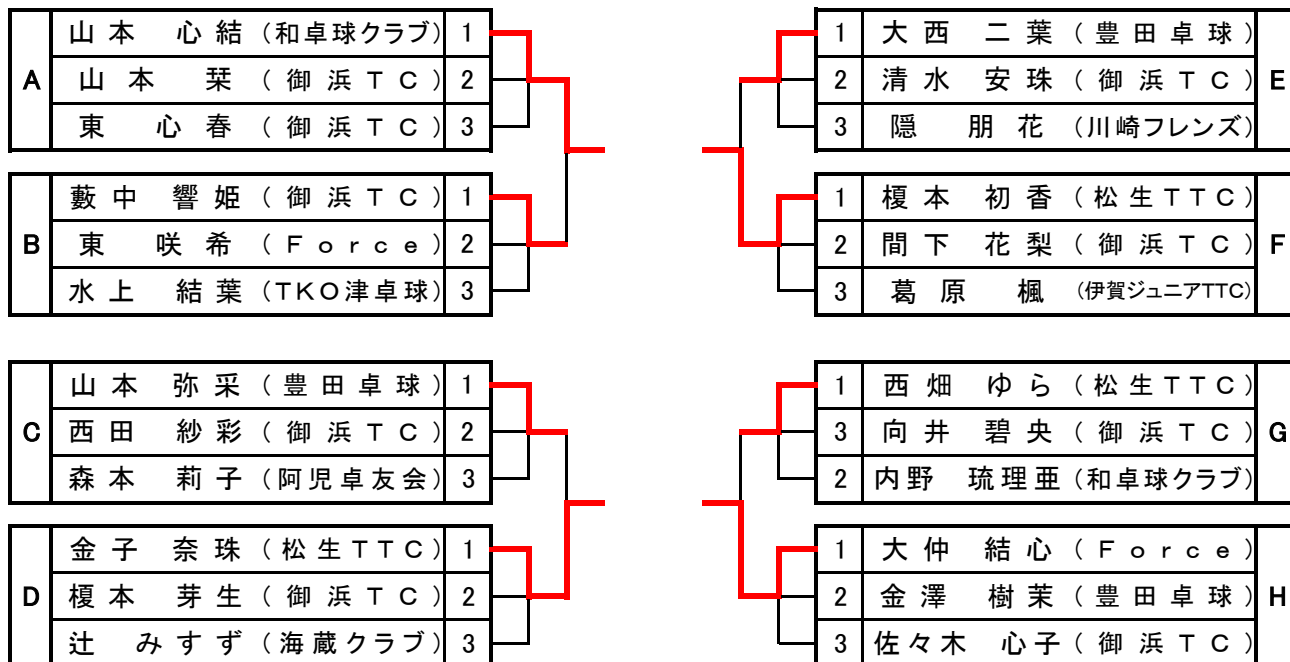 A
山本 心結 (和卓球クラブ) 1
山本 栞 (御浜TC) 2
東 心春 (御浜TC) 3
B
藪中 響姫 (御浜TC) 1
東 咲希 (Force) 2
水上 結葉 (TKO津卓球) 3
C
山本 弥采 (豊田卓球) 1
西田 紗彩 (御浜TC) 2
森本 莉子 (阿児卓友会) 3
D
金子 奈珠 (松生TTC) 1
榎本 芽生 (御浜TC) 2
辻 みすず (海蔵クラブ) 3
1 大西 二葉 (豊田卓球)
2 清水 安珠 (御浜TC)
3 隠 朋花 (川崎フレンズ)
E
1 榎本 初香 (松生TTC)
2 間下 花梨 (御浜TC)
3 葛原 楓 (伊賀ジュニアTTC)
F
1 西畑 ゆら (松生TTC)
3 向井 碧央 (御浜TC)
2 内野 琉理亜 (和卓球クラブ)
G
1 大仲 結心 (Force)
2 金澤 樹茉 (豊田卓球)
3 佐々木 心子 (御浜TC)
H